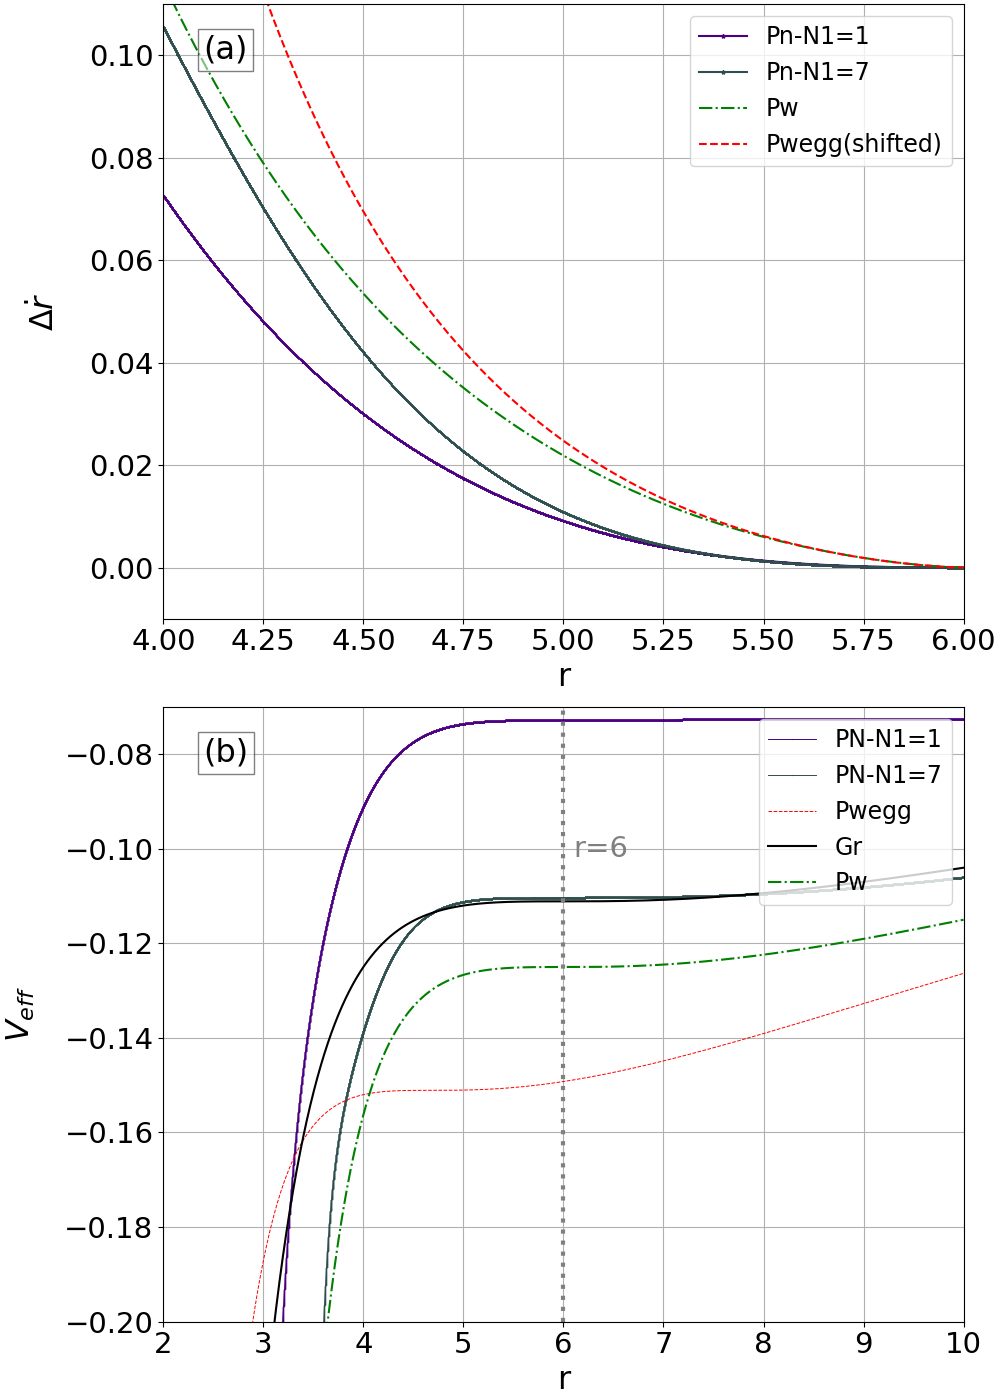 (a)
Pn-N1=1
Pn-N1=7
Pw
Pwegg(shifted)
0.10
0.08
0.06
0.04
0.02
0.00
Δṙ
4.00 4.25 4.50 4.75 5.00 5.25 5.50 5.75 6.00
r
(b)
PN-N1=1
PN-N1=7
Pwegg
Gr
Pw
r=6
−0.08
−0.10
−0.12
−0.14
−0.16
−0.18
−0.20
V_eff
2 3 4 5 6 7 8 9 10
r